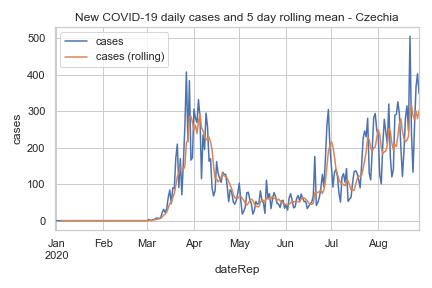 New COVID-19 daily cases and 5 day rolling mean - Czechia
cases
cases (rolling)
500
400
300
200
100
0
cases
Jan Feb Mar Apr May Jun Jul Aug
2020
dateRep